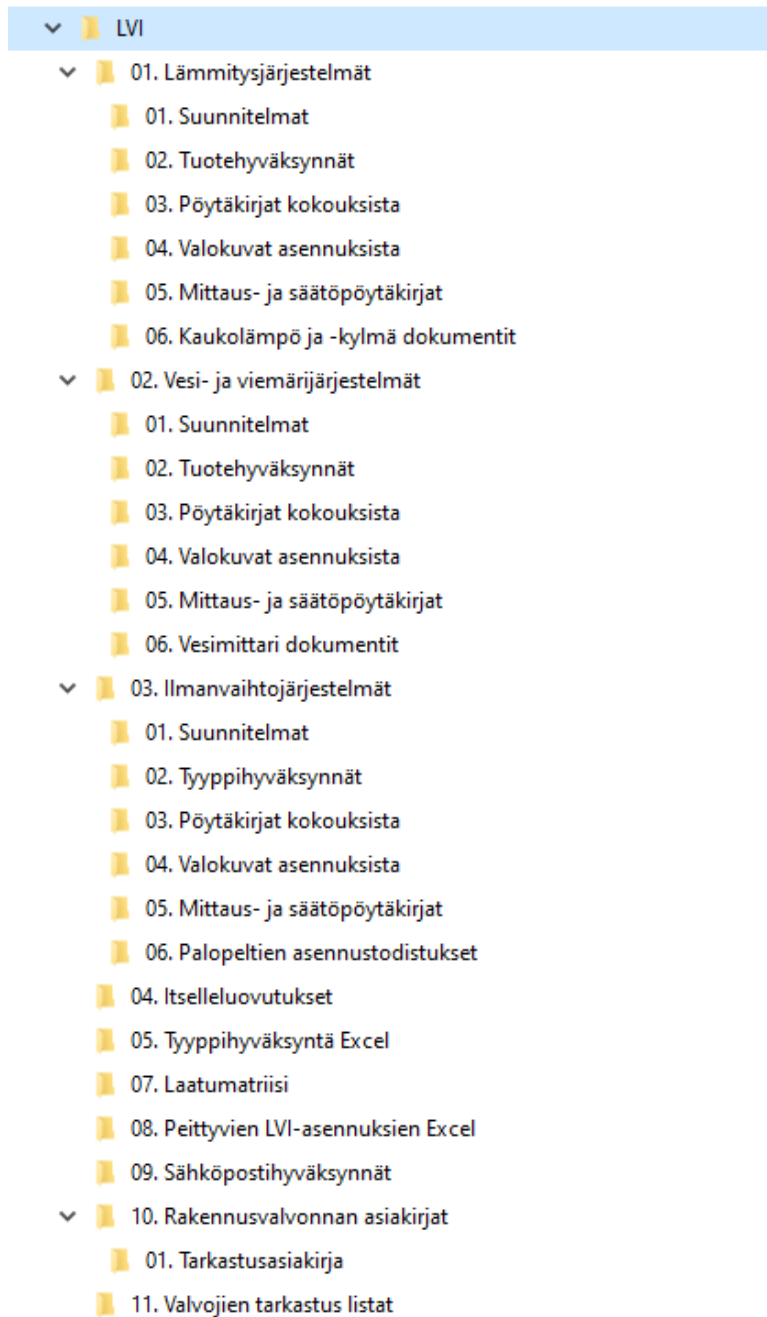 LVI
01. Lämmitysjärjestelmät
01. Suunnitelmat
02. Tuotehyväksynnät
03. Pöytäkirjat kokouksista
04. Valokuvat asennuksista
05. Mittaus- ja säätöpöytäkirjat
06. Kaukolämpö ja -kylmä dokumentit
02. Vesi- ja viemärijärjestelmät
01. Suunnitelmat
02. Tuotehyväksynnät
03. Pöytäkirjat kokouksista
04. Valokuvat asennuksista
05. Mittaus- ja säätöpöytäkirjat
06. Vesimittari dokumentit
03. Ilmanvaihtojärjestelmät
01. Suunnitelmat
02. Tyyppihyväksynnät
03. Pöytäkirjat kokouksista
04. Valokuvat asennuksista
05. Mittaus- ja säätöpöytäkirjat
06. Palopeltien asennustodistukset
04. Itselleluovutukset
05. Tyyppihyväksyntä Excel
07. Laatumatriisi
08. Peittyvien LVI-asennuksien Excel
09. Sähköpostihyväksynnät
10. Rakennusvalvonnan asiakirjat
01. Tarkastusasiakirja
11. Valvojien tarkastus listat